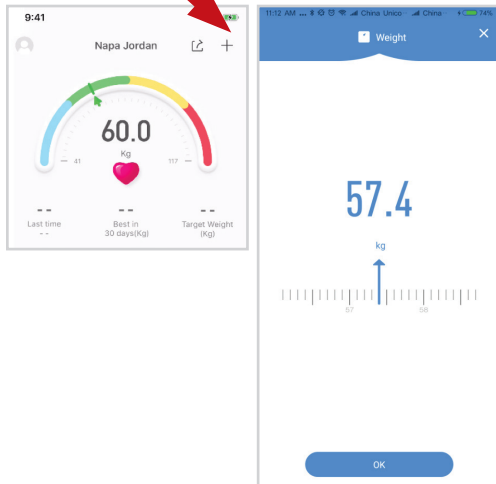 9:41
Napa Jordan
60.0
Kg
41
117
-- -- --
Last time
--
Best in
30 days(Kg)
Target Weight
(Kg)
11:12 AM ... China Unico China 74%
Weight
57.4
kg
57 58
OK